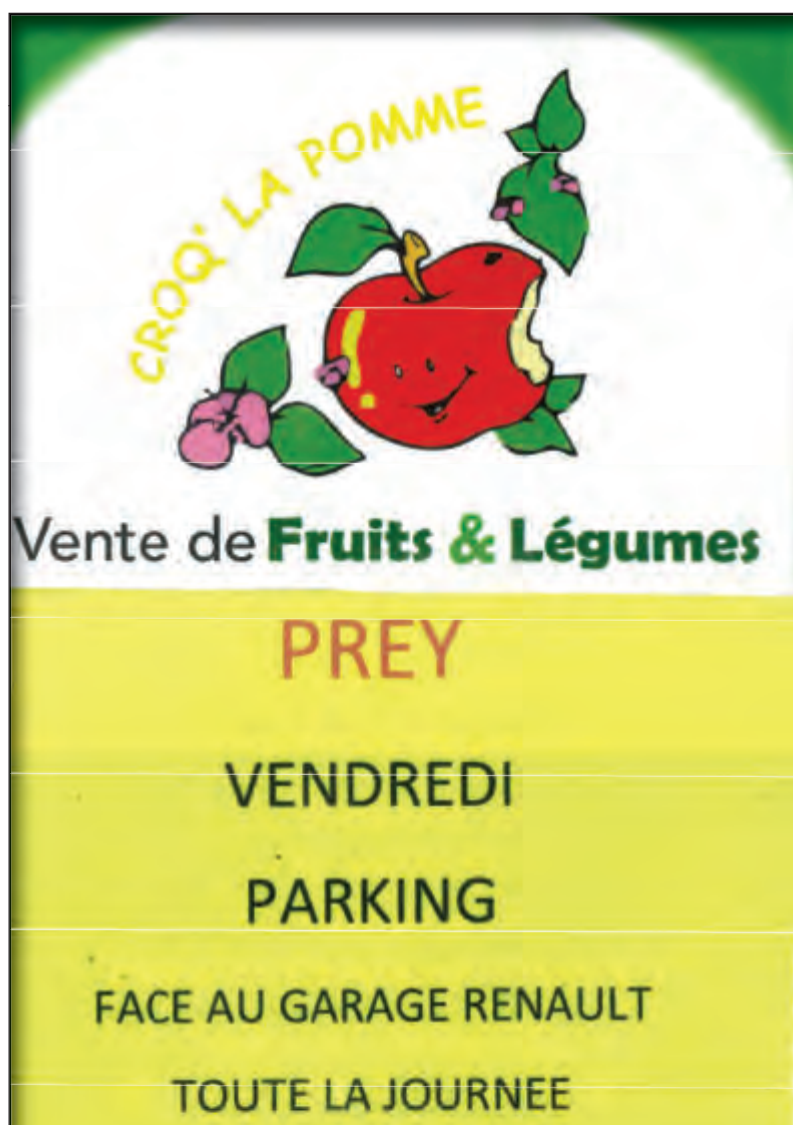 CROQ' LA POMME
Vente de Fruits & Légumes
PREY
VENDREDI
PARKING
FACE AU GARAGE RENAULT
TOUTE LA JOURNEE